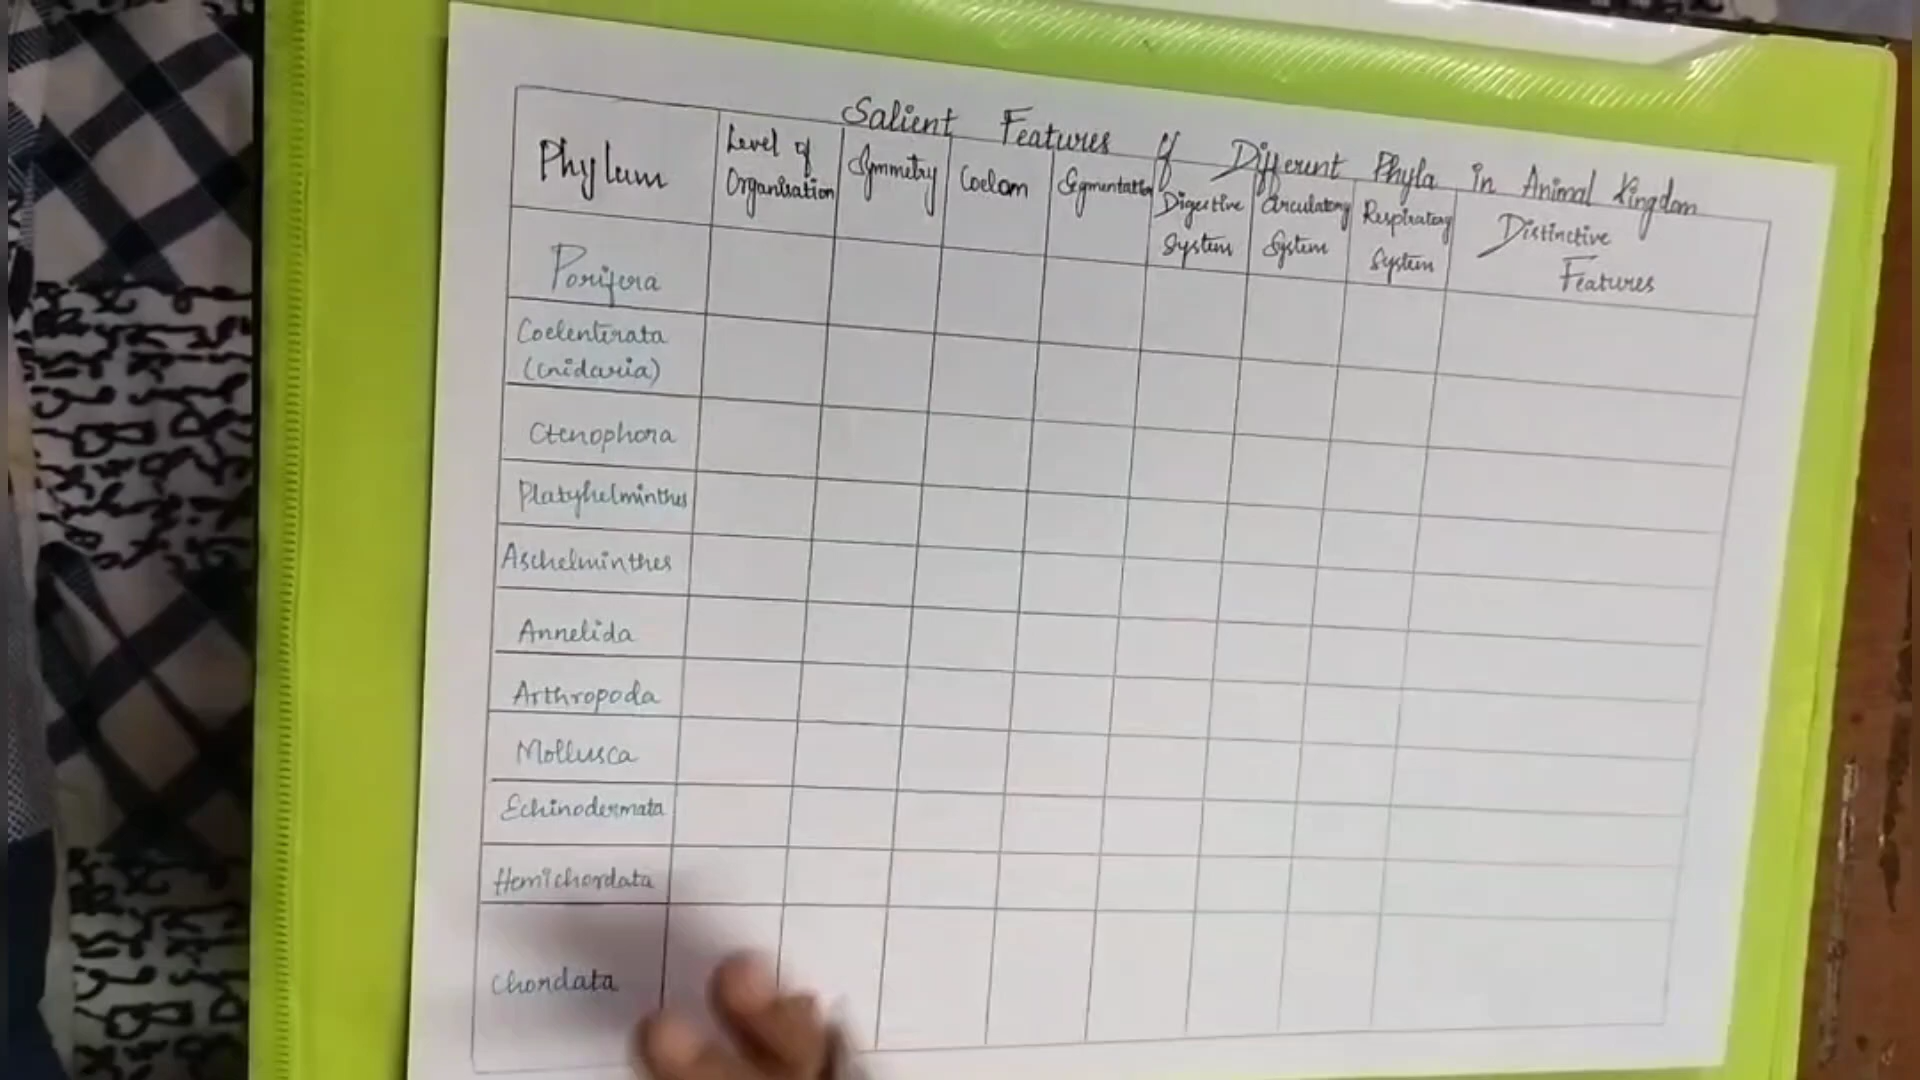 Salient Features of Different Phyla in Animal Kingdom
Phylum
Level of
Organisation
Symmetry
Coelom
Segmentation
Digestive
System
Circulatory
System
Respiratory
System
Distinctive
Features
Porifera
Coelenterata
(Cnidaria)
Ctenophora
Platyhelminthes
Aschelminthes
Annelida
Arthropoda
Mollusca
Echinodermata
Hemichordata
Chordata